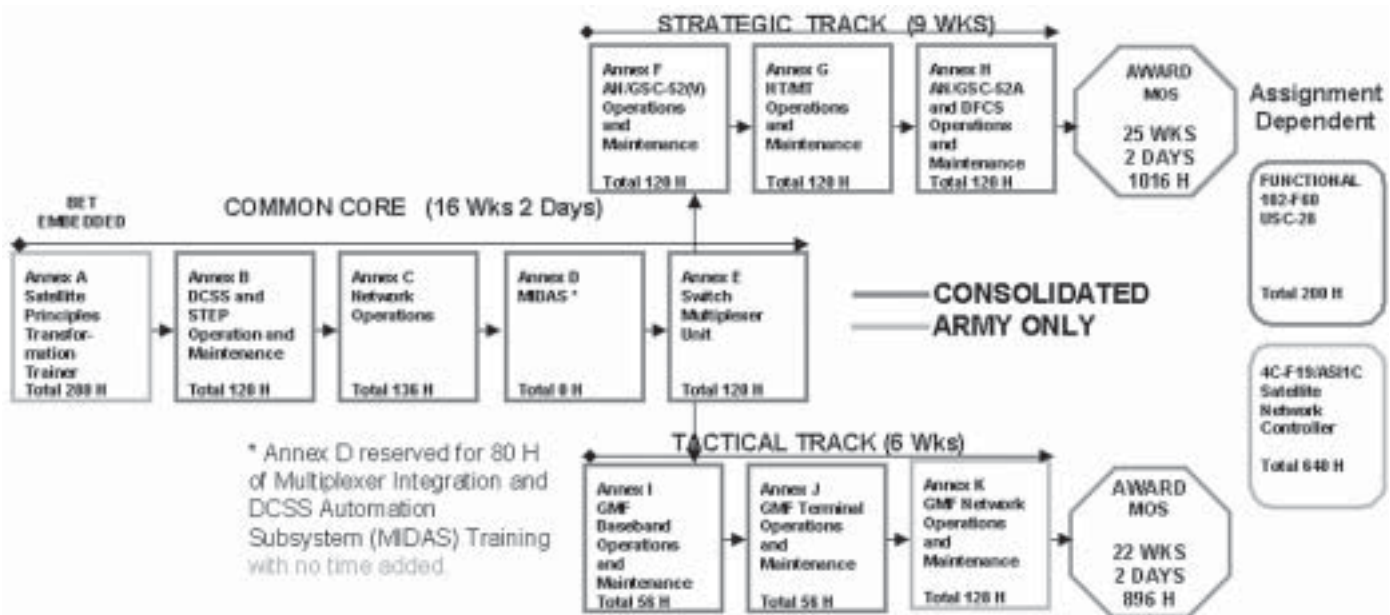 STRATEGIC TRACK (9 WKS)
Annex F
AN/GSC-52(V)
Operations
and
Maintenance
Total 120 H
Annex G
HT/MT
Operations
and
Maintenance
Total 120 H
Annex H
AN/GSC-52A
and DFCS
Operations
and
Maintenance
Total 120 H
AWARD
MOS
25 WKS
2 DAYS
1016 H
Assignment
Dependent
FUNCTIONAL
102-F60
USC-28
Total 200 H
4C-F19/ASI1C
Satellite
Network
Controller
Total 640 H
BET
EMBEDDED
COMMON CORE (16 Wks 2 Days)
Annex A
Satellite
Principles
Transfor-
mation
Trainer
Total 280 H
Annex B
DCSS and
STEP
Operation and
Maintenance
Total 120 H
Annex C
Network
Operations
Total 136 H
Annex D
MIDAS *
Total 0 H
Annex E
Switch
Multiplexer
Unit
Total 120 H
CONSOLIDATED
ARMY ONLY
* Annex D reserved for 80 H
of Multiplexer Integration and
DCSS Automation
Subsystem (MIDAS) Training
with no time added.
TACTICAL TRACK (6 Wks)
Annex I
GMF
Baseband
Operations
and
Maintenance
Total 56 H
Annex J
GMF Terminal
Operations
and
Maintenance
Total 56 H
Annex K
GMF Network
Operations
and
Maintenance
Total 128 H
AWARD
MOS
22 WKS
2 DAYS
896 H